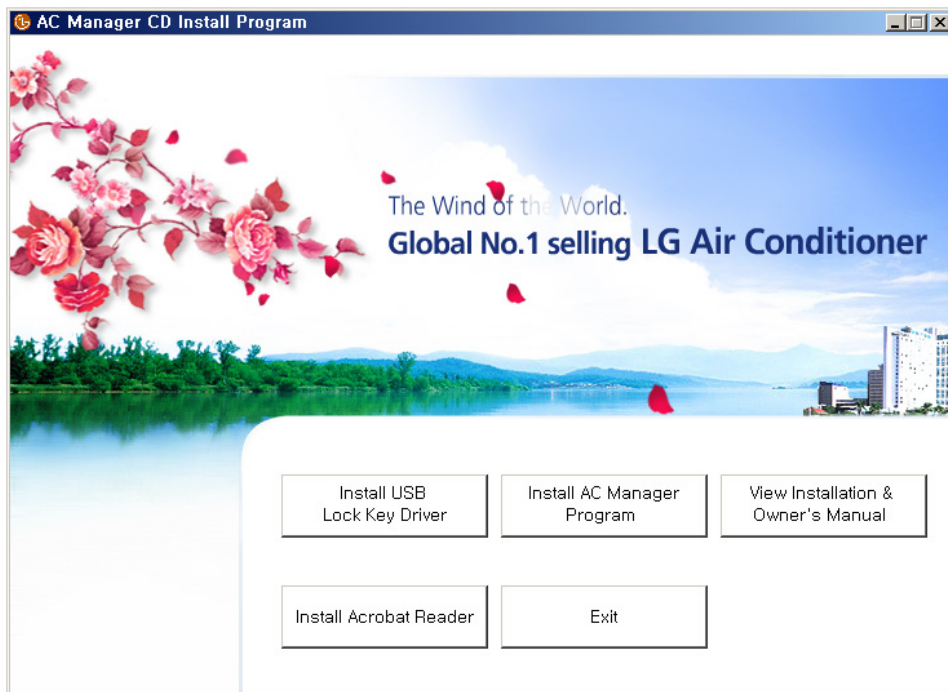 AC Manager CD Install Program
The Wind of the World.
Global No.1 selling LG Air Conditioner
Install USB
Lock Key Driver
Install AC Manager
Program
View Installation &
Owner's Manual
Install Acrobat Reader
Exit